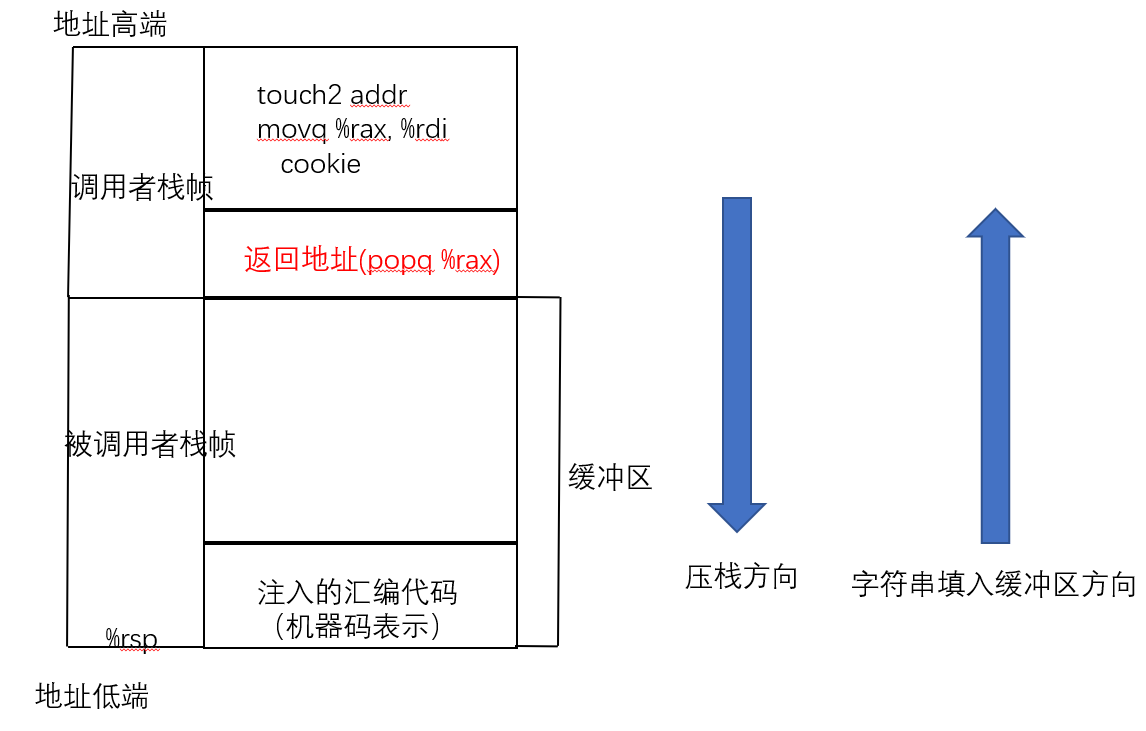 地址高端
touch2 addr
movq %rax, %rdi
cookie
调用者栈帧
返回地址(popq %rax)
被调用者栈帧
缓冲区
压栈方向
字符串填入缓冲区方向
注入的汇编代码
（机器码表示）
%rsp
地址低端